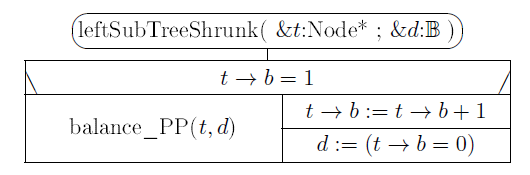 leftSubTreeShrunk( &t:Node* ; &d:𝔹 )
t → b = 1
balance_PP(t, d)
t → b := t → b + 1
d := (t → b = 0)